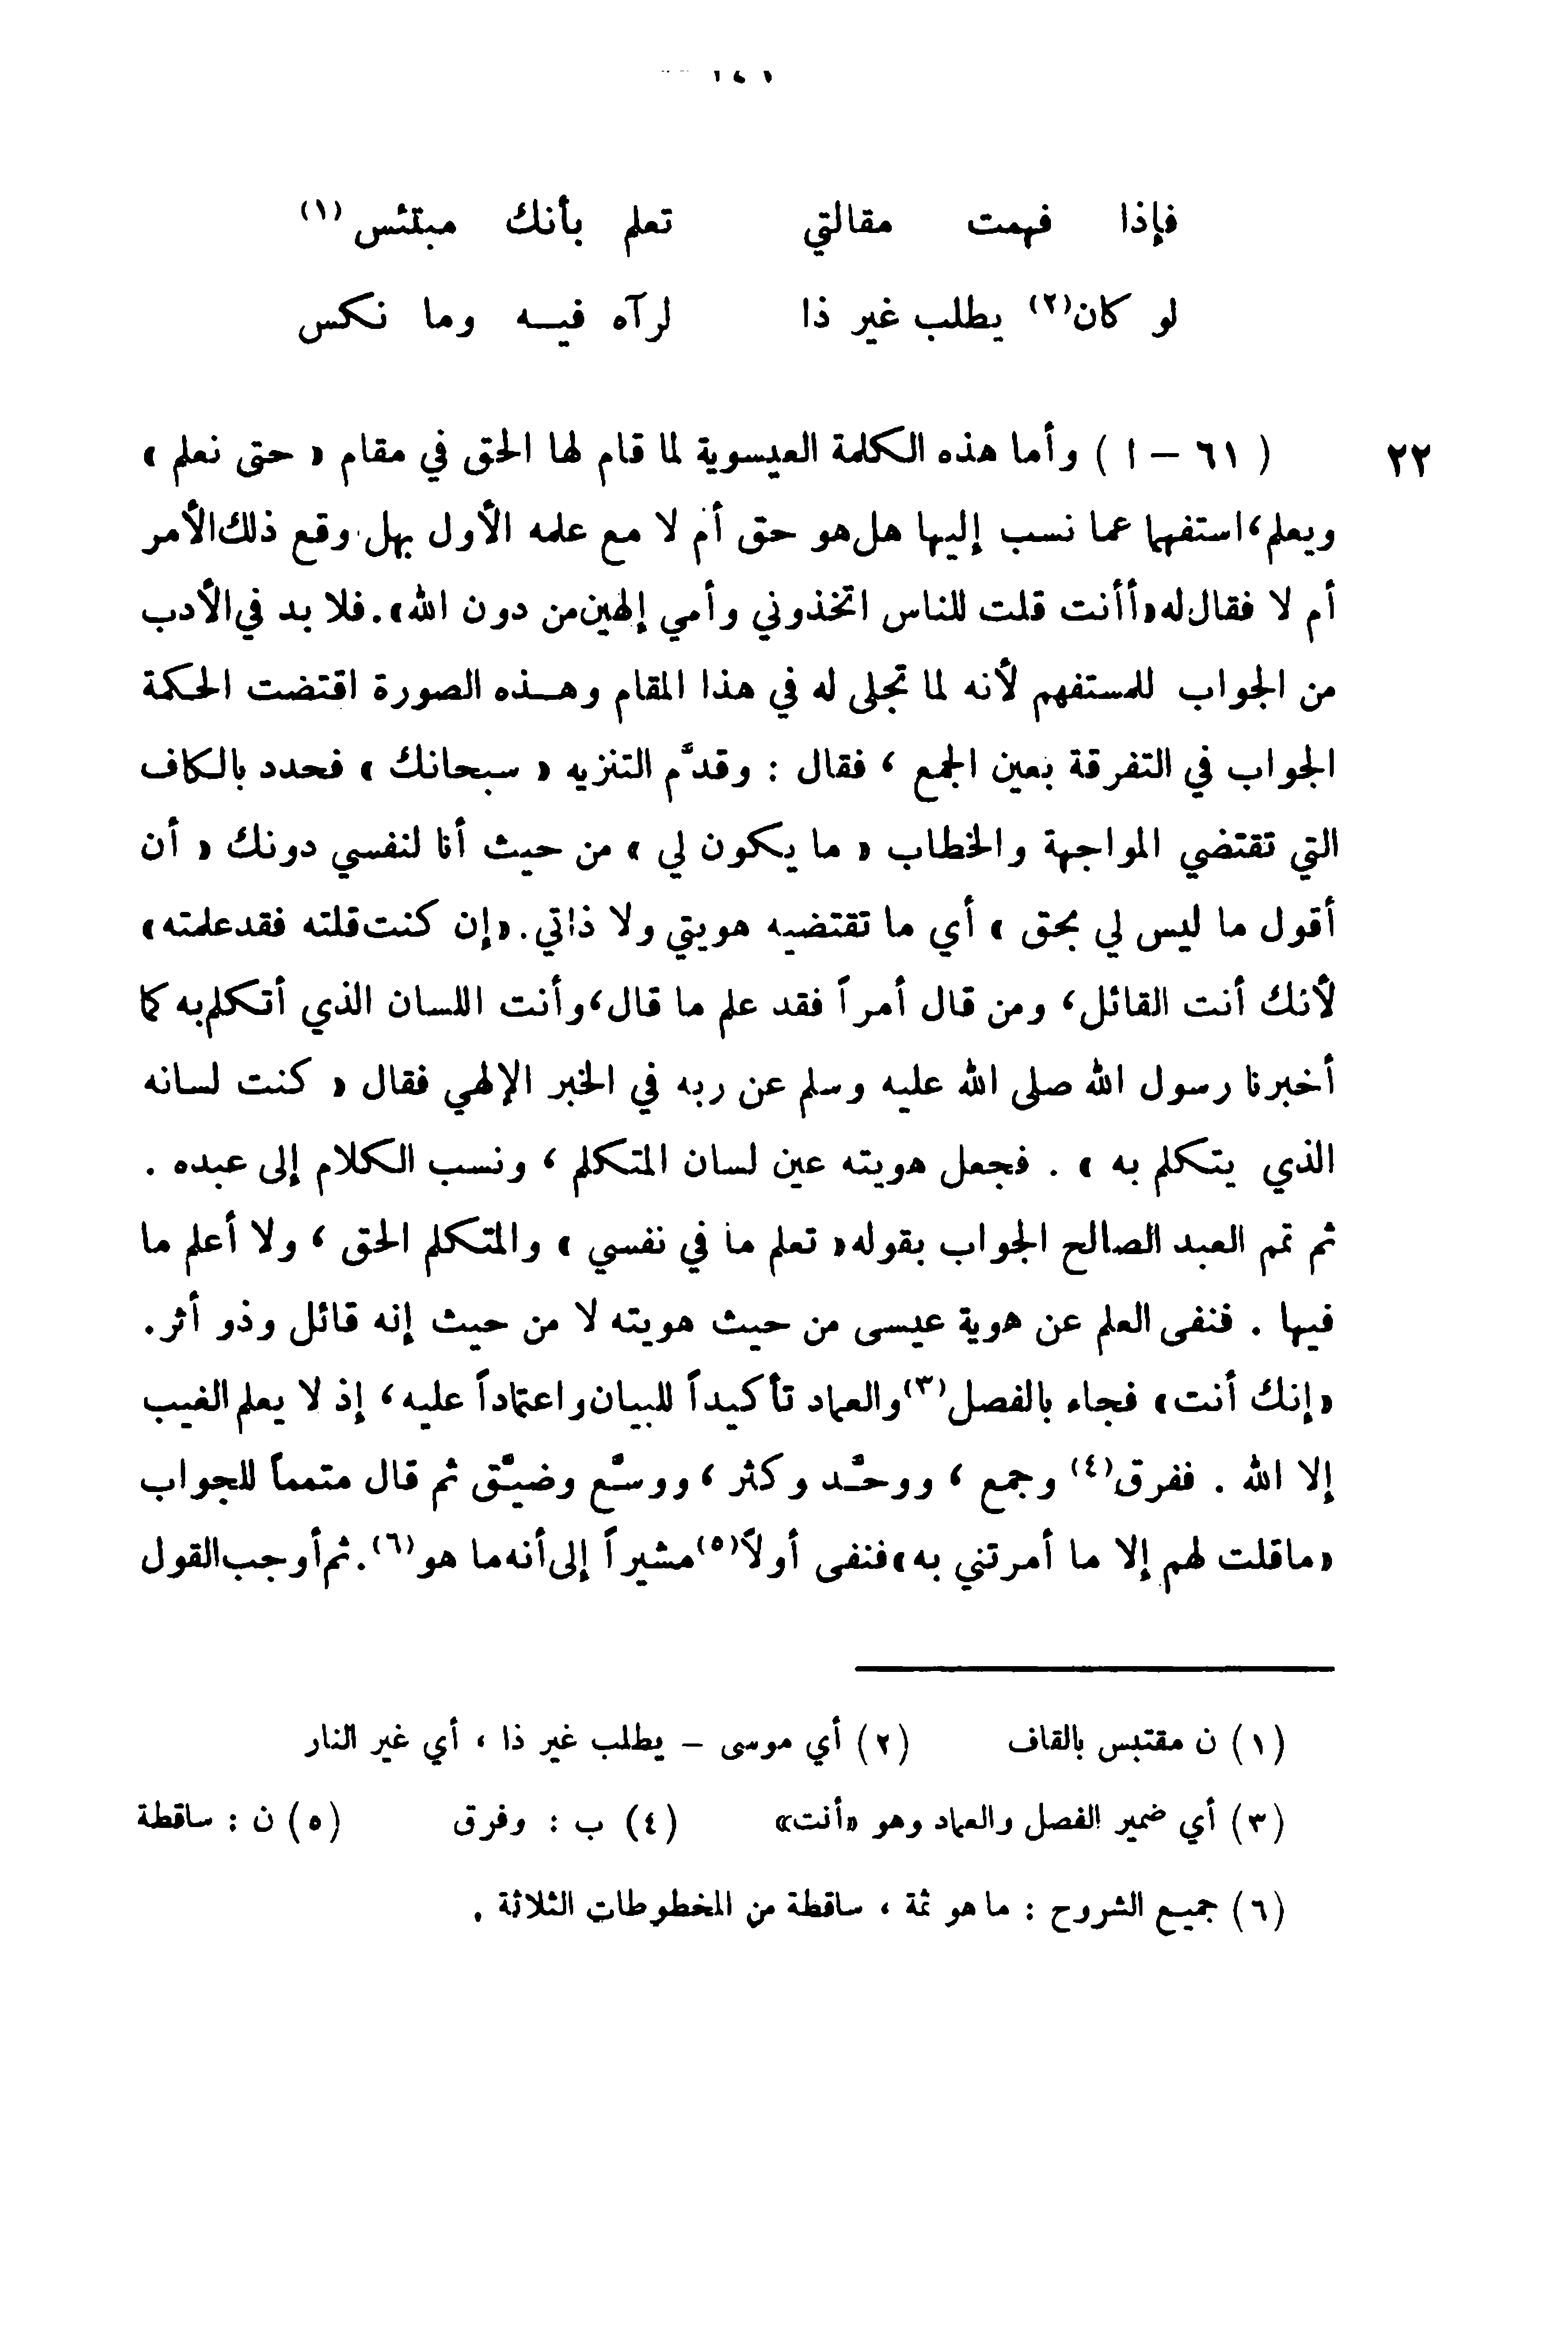 فإذا فهمت مقالتي تعلم بأنك مبتئس (١)
لو كان (٢) يطلب غير ذا لرآه فيه وما نكس
٢٢ ( ٦١ – ا ) وأما هذه الكلمة العيسوية لما قام لها الحق في مقام « حتى نعلم »
ويعلم، استفهما عما نسب إليها هل هو حق أم لا مع علمه الأول بهل وقع ذلك الأمر
أم لا فقال له «أأنت قلت للناس اتخذوني وأمي إلهين من دون الله». فلا بد في الأدب
من الجواب للمستفهم لأنه لما تجلى له في هذا المقام وهذه الصورة اقتضت الحكمة
الجواب في التفرقة بعين الجمع ، فقال : وقدَّم التنزيه « سبحانك » فحدد بالكاف
التي تقتضي المواجهة والخطاب « ما يكون لي » من حيث أنا لنفسي دونك « أن
أقول ما ليس لي بحق » أي ما تقتضيه هويتي ولا ذاتي. «إن كنت قلته فقد علمته»
لأنك أنت القائل، ومن قال أمراً فقد علم ما قال، وأنت اللسان الذي أتكلم به كما
أخبرنا رسول الله صلى الله عليه وسلم عن ربه في الخبر الإلهي فقال « كنت لسانه
الذي يتكلم به » . فجعل هويته عين لسان المتكلم ، ونسب الكلام إلى عبده .
ثم تمم العبد الصالح الجواب بقوله « تعلم ما في نفسي » والمتكلم الحق ، ولا أعلم ما
فيها . فنفى العلم عن هوية عيسى من حيث هويته لا من حيث إنه قائل وذو أثر.
«إنك أنت» فجاء بالفصل (٣) والعماد تأكيداً للبيان واعتماداً عليه، إذ لا يعلم الغيب
إلا الله . ففرق (٤) وجمع ، ووحَّد وكثر ، ووسَّع وضيَّق ثم قال متمماً للجواب
«ما قلت لهم إلا ما أمرتني به» فنفى أولاً (٥) مشيراً إلى أنه ما هو (٦). ثم أوجب القول
(١) ن مقتبس بالقاف (٢) أي موسى – يطلب غير ذا ، أي غير النار
(٣) أي ضمير الفصل والعماد وهو «أنت» (٤) ب : وفرق (٥) ن : ساقطة
(٦) جميع الشروح : ما هو ثمة ، ساقطة من المخطوطات الثلاثة .